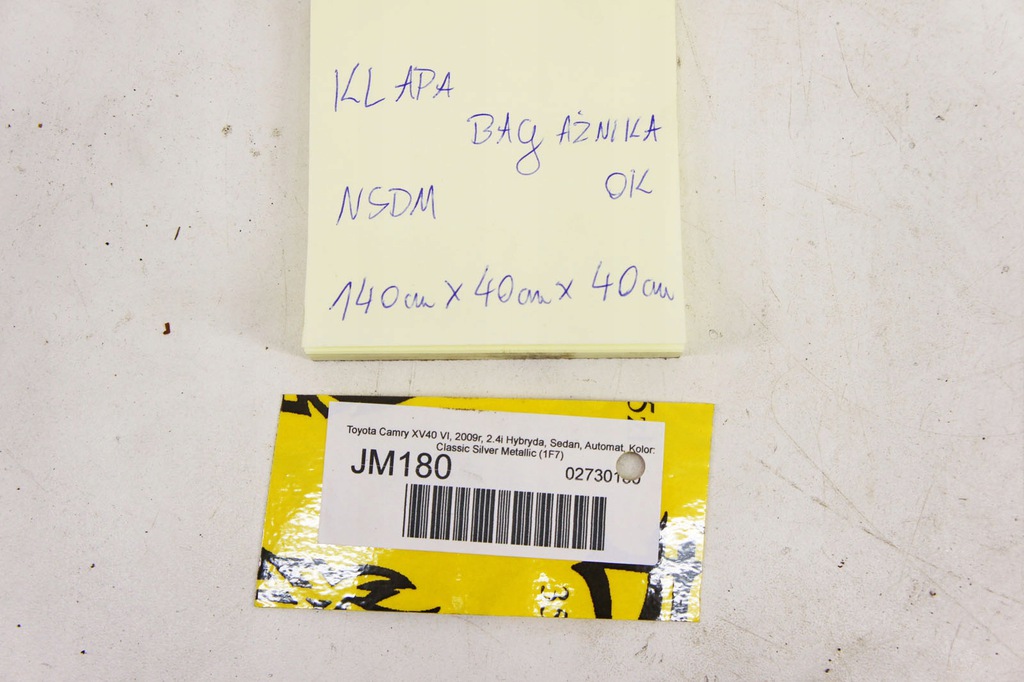 KLAPA
BAGAŻNIKA
NSDM OK
140cm x 40cm x 40cm
Toyota Camry XV40 VI, 2009r, 2.4i Hybryda, Sedan, Automat, Kolor:
Classic Silver Metallic (1F7)
JM180